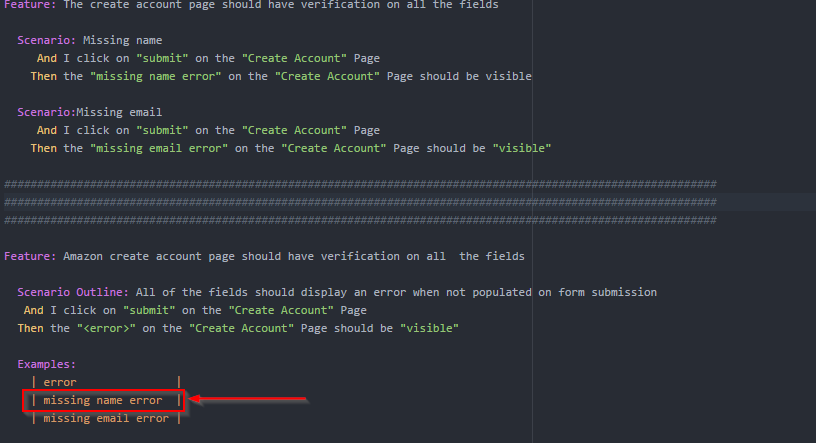 Feature: The create account page should have verification on all the fields
Scenario: Missing name
And I click on "submit" on the "Create Account" Page
Then the "missing name error" on the "Create Account" Page should be visible
Scenario:Missing email
And I click on "submit" on the "Create Account" Page
Then the "missing email error" on the "Create Account" Page should be "visible"
############################################################################################################
############################################################################################################
############################################################################################################
Feature: Amazon create account page should have verification on all  the fields
Scenario Outline: All of the fields should display an error when not populated on form submission
And I click on "submit" on the "Create Account" Page
Then the "<error>" on the "Create Account" Page should be "visible"
Examples:
| error               |
| missing name error  |
| missing email error |